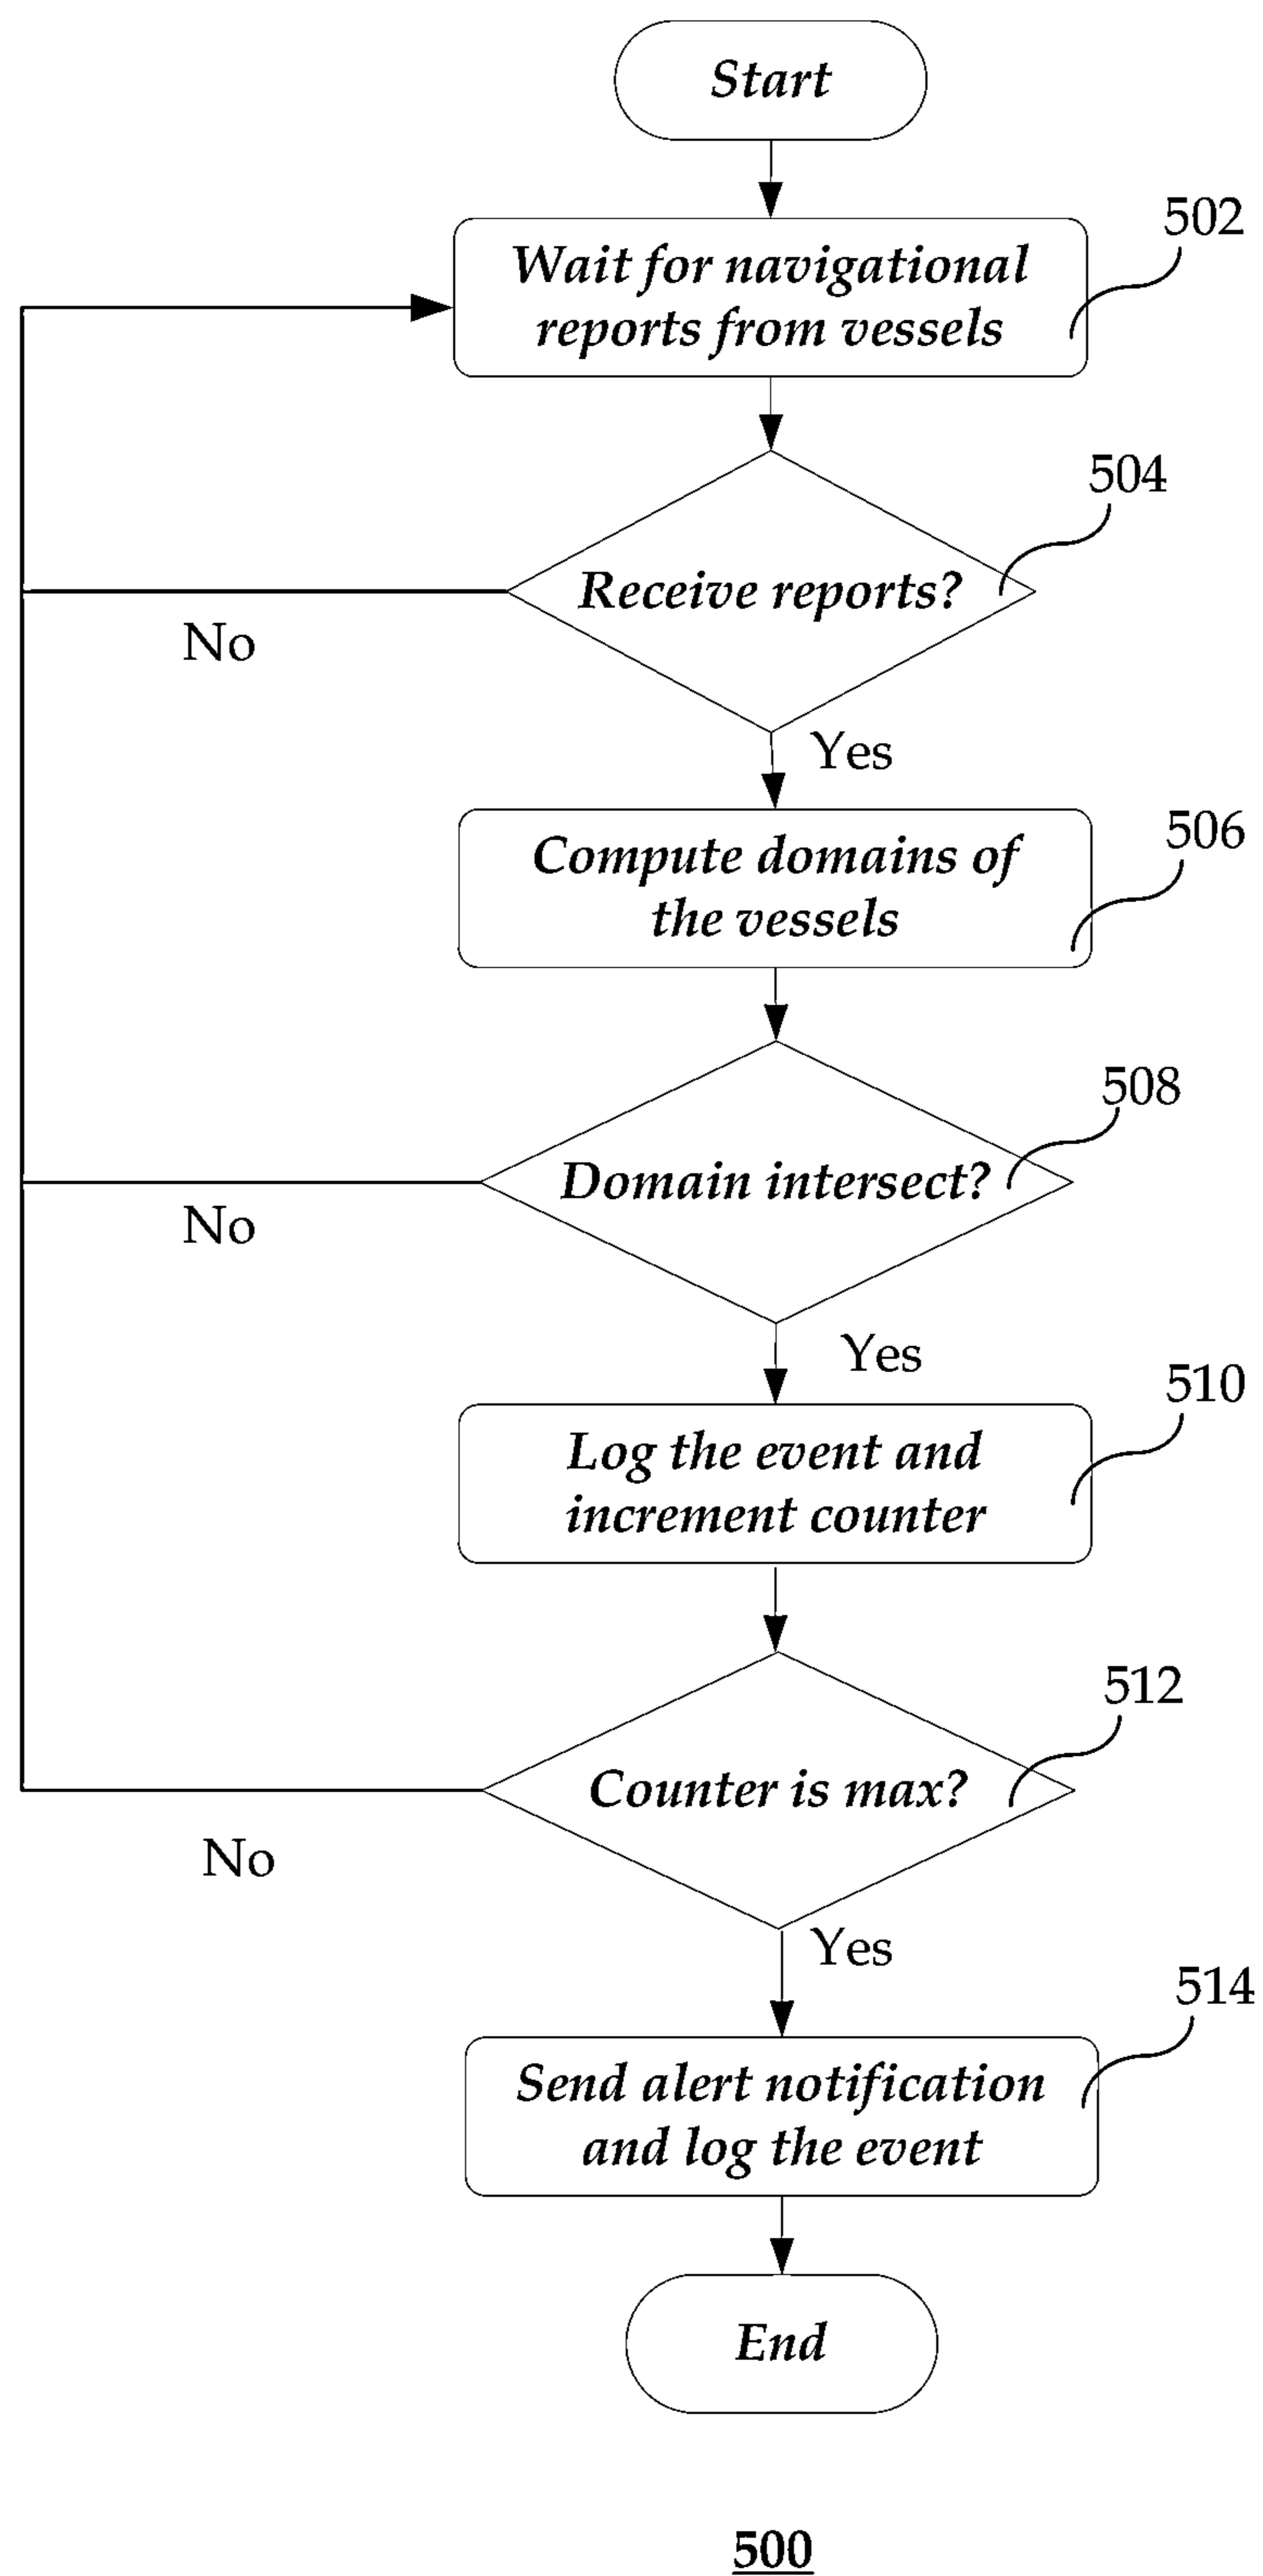 Start
502
Wait for navigational
reports from vessels
504
Receive reports?
No
Yes
506
Compute domains of
the vessels
508
Domain intersect?
No
Yes
510
Log the event and
increment counter
512
Counter is max?
No
Yes
514
Send alert notification
and log the event
End
500